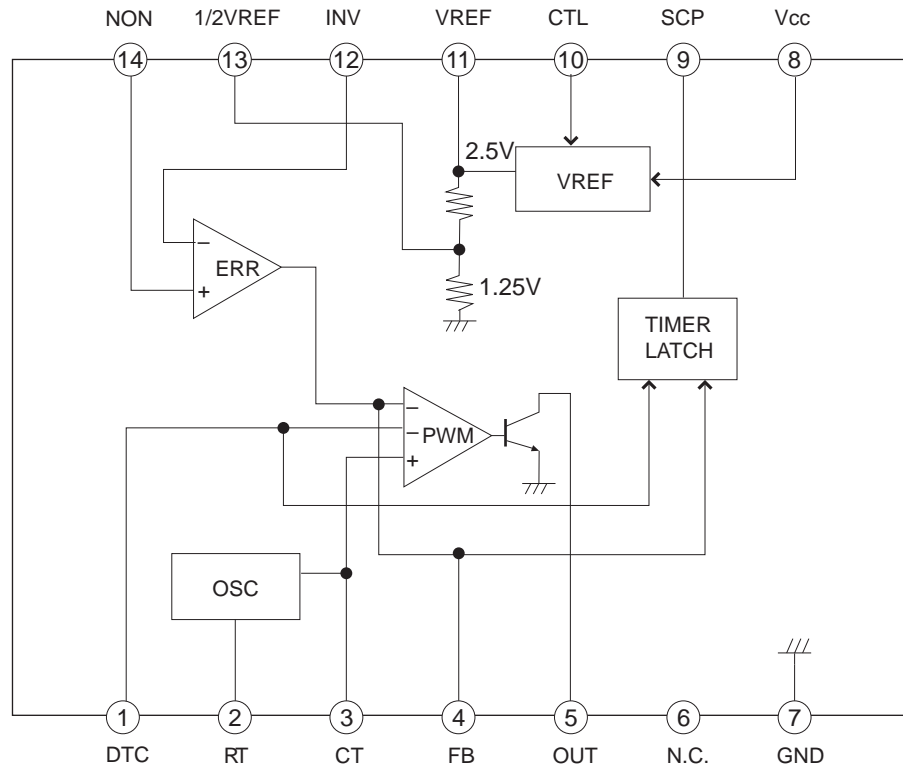 NON 1/2VREF INV VREF CTL SCP Vcc
14 13 12 11 10 9 8
2.5V
VREF
−
ERR
+
1.25V
TIMER
LATCH
−
−
PWM
+
OSC
1 2 3 4 5 6 7
DTC RT CT FB OUT N.C. GND